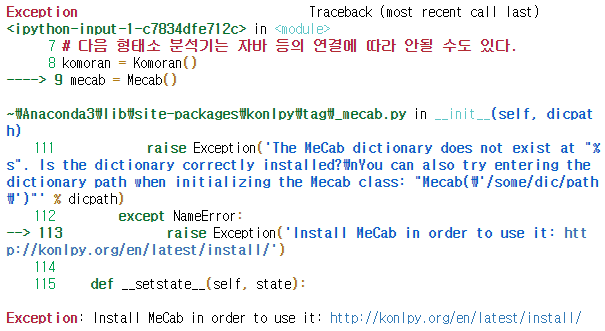 Exception                                 Traceback (most recent call last)
<ipython-input-1-c7834dfe712c> in <module>
      7 # 다음 형태소 분석기는 자바 등의 연결에 따라 안될 수도 있다.
      8 komoran = Komoran()
----> 9 mecab = Mecab()

~₩Anaconda3₩lib₩site-packages₩konlpy₩tag₩_mecab.py in __init__(self, dicpat
h)
    111             raise Exception('The MeCab dictionary does not exist at "%
s". Is the dictionary correctly installed?₩nYou can also try entering the
dictionary path when initializing the Mecab class: "Mecab(₩'/some/dic/path
₩')"' % dicpath)
    112         except NameError:
--> 113             raise Exception('Install MeCab in order to use it: htt
p://konlpy.org/en/latest/install/')
    114
    115     def __setstate__(self, state):

Exception: Install MeCab in order to use it: http://konlpy.org/en/latest/install/